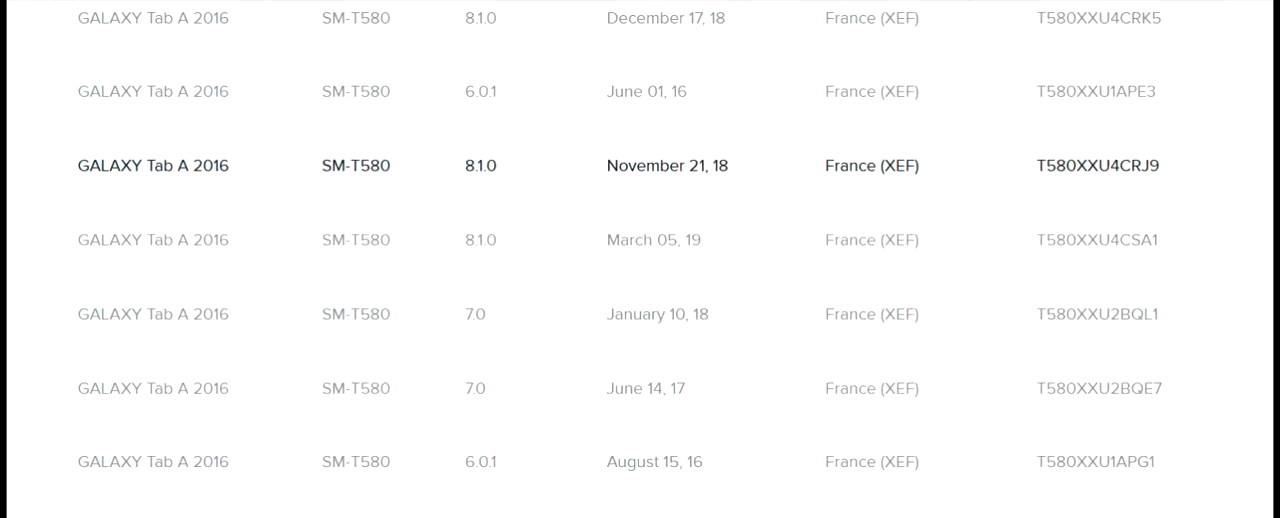 GALAXY Tab A 2016 SM-T580 8.1.0 December 17, 18 France (XEF) T580XXU4CRK5
GALAXY Tab A 2016 SM-T580 6.0.1 June 01, 16 France (XEF) T580XXU1APE3
GALAXY Tab A 2016 SM-T580 8.1.0 November 21, 18 France (XEF) T580XXU4CRJ9
GALAXY Tab A 2016 SM-T580 8.1.0 March 05, 19 France (XEF) T580XXU4CSA1
GALAXY Tab A 2016 SM-T580 7.0 January 10, 18 France (XEF) T580XXU2BQL1
GALAXY Tab A 2016 SM-T580 7.0 June 14, 17 France (XEF) T580XXU2BQE7
GALAXY Tab A 2016 SM-T580 6.0.1 August 15, 16 France (XEF) T580XXU1APG1